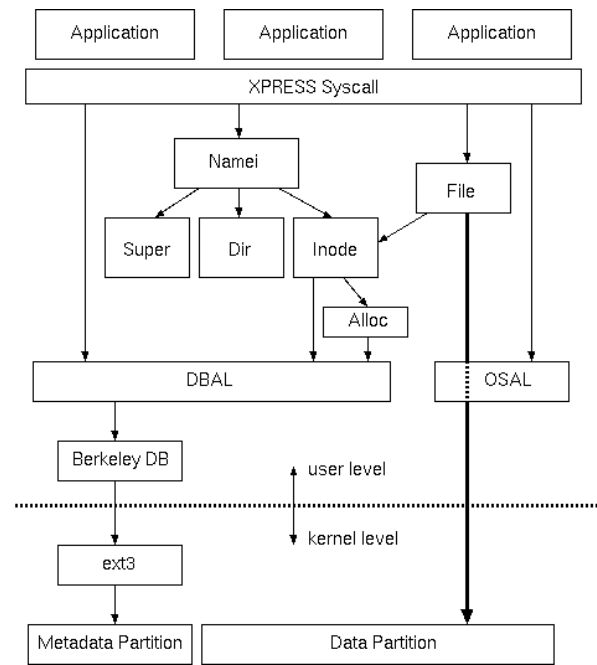 Application Application Application
XPRESS Syscall
Namei
File
Super Dir Inode
Alloc
DBAL OSAL
Berkeley DB
user level
kernel level
ext3
Metadata Partition Data Partition